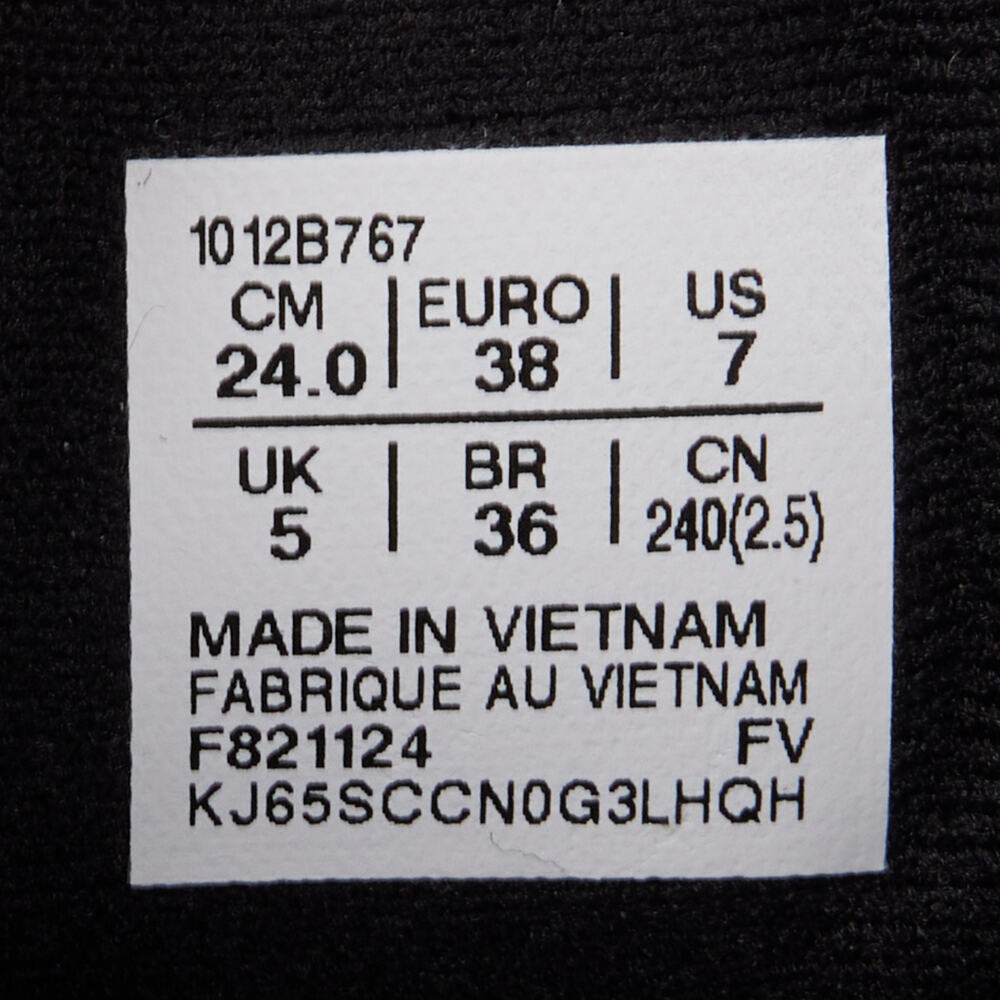 1012B767
CM | EURO | US
24.0 | 38 | 7
UK | BR | CN
5 | 36 | 240(2.5)
MADE IN VIETNAM
FABRIQUE AU VIETNAM
F821124 FV
KJ65SCCN0G3LHQH